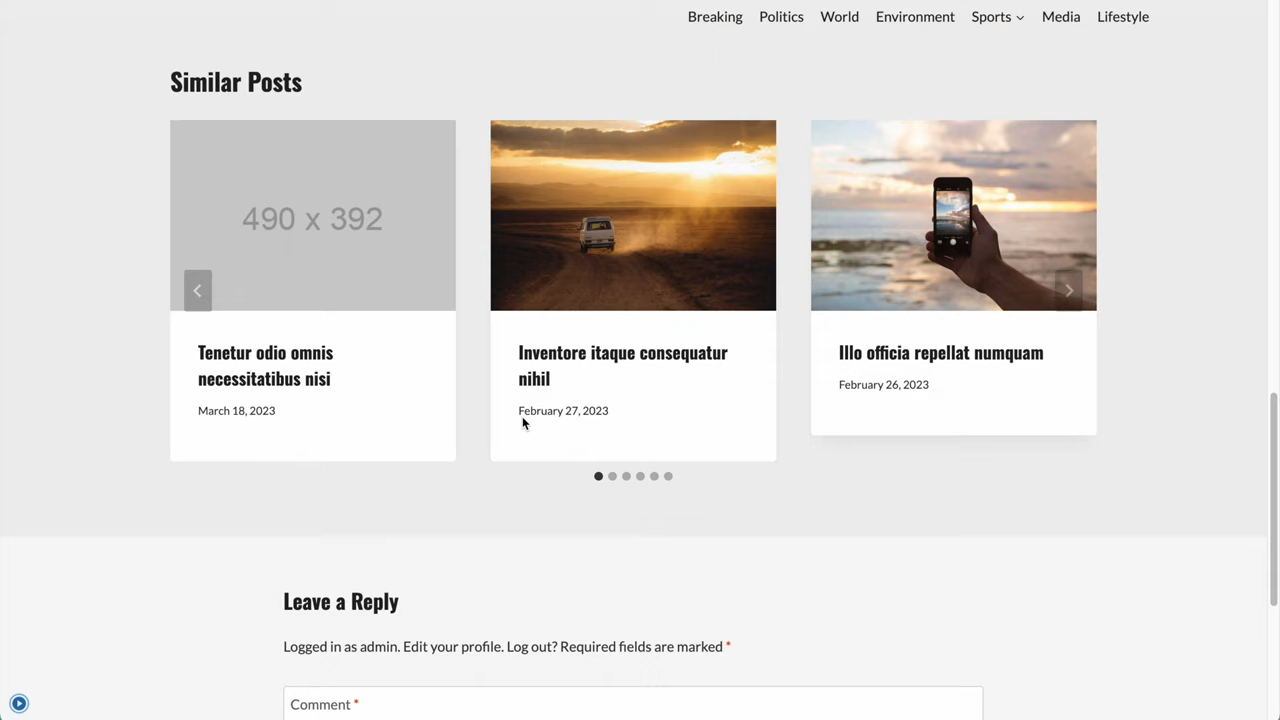 Breaking Politics World Environment Sports Media Lifestyle
Similar Posts
490 x 392
Tenetur odio omnis
necessitatibus nisi
March 18, 2023
Inventore itaque consequatur
nihil
February 27, 2023
Illo officia repellat numquam
February 26, 2023
Leave a Reply
Logged in as admin. Edit your profile. Log out? Required fields are marked *
Comment *